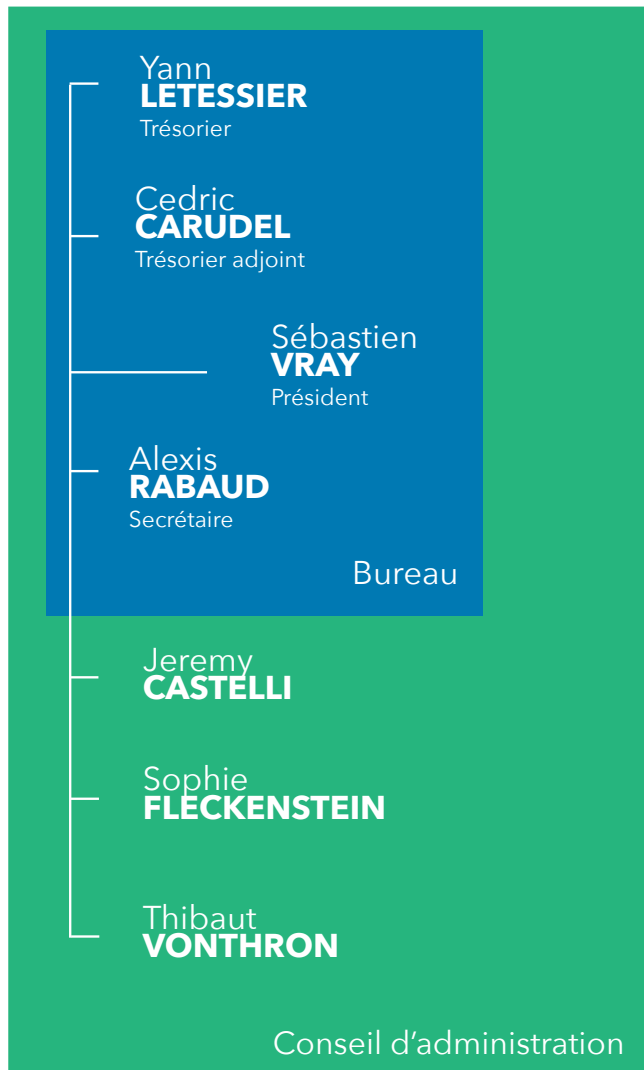 Yann
LETESSIER
Trésorier
Cedric
CARUDEL
Trésorier adjoint
Sébastien
VRAY
Président
Alexis
RABAUD
Secrétaire
Bureau
Jeremy
CASTELLI
Sophie
FLECKENSTEIN
Thibaut
VONTHRON
Conseil d’administration